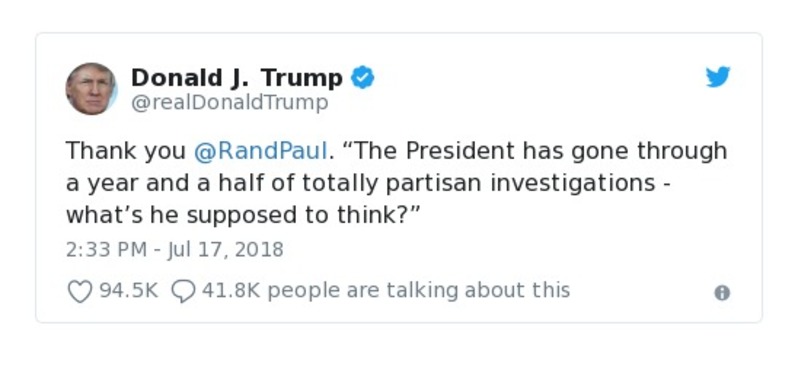 Donald J. Trump
@realDonaldTrump
Thank you @RandPaul. “The President has gone through
a year and a half of totally partisan investigations -
what’s he supposed to think?”
2:33 PM - Jul 17, 2018
94.5K 41.8K people are talking about this